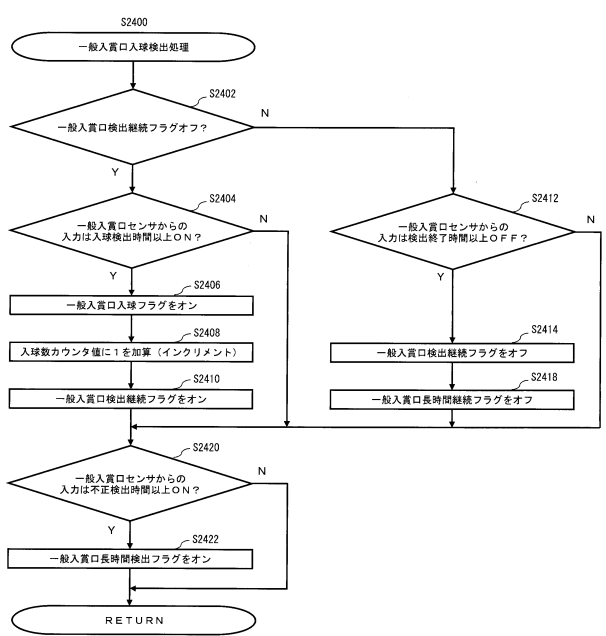 S2400
一般入賞口入球検出処理
S2402
一般入賞口検出継続フラグオフ？
N
Y
S2404
一般入賞口センサからの
入力は入球検出時間以上ＯＮ？
N
Y
S2412
一般入賞口センサからの
入力は検出終了時間以上ＯＦＦ？
N
Y
S2406
一般入賞口入球フラグをオン
S2408
入球数カウンタ値に１を加算（インクリメント）
S2410
一般入賞口検出継続フラグをオン
S2414
一般入賞口検出継続フラグをオフ
S2418
一般入賞口長時間継続フラグをオフ
S2420
一般入賞口センサからの
入力は不正検出時間以上ＯＮ？
N
Y
S2422
一般入賞口長時間検出フラグをオン
ＲＥＴＵＲＮ